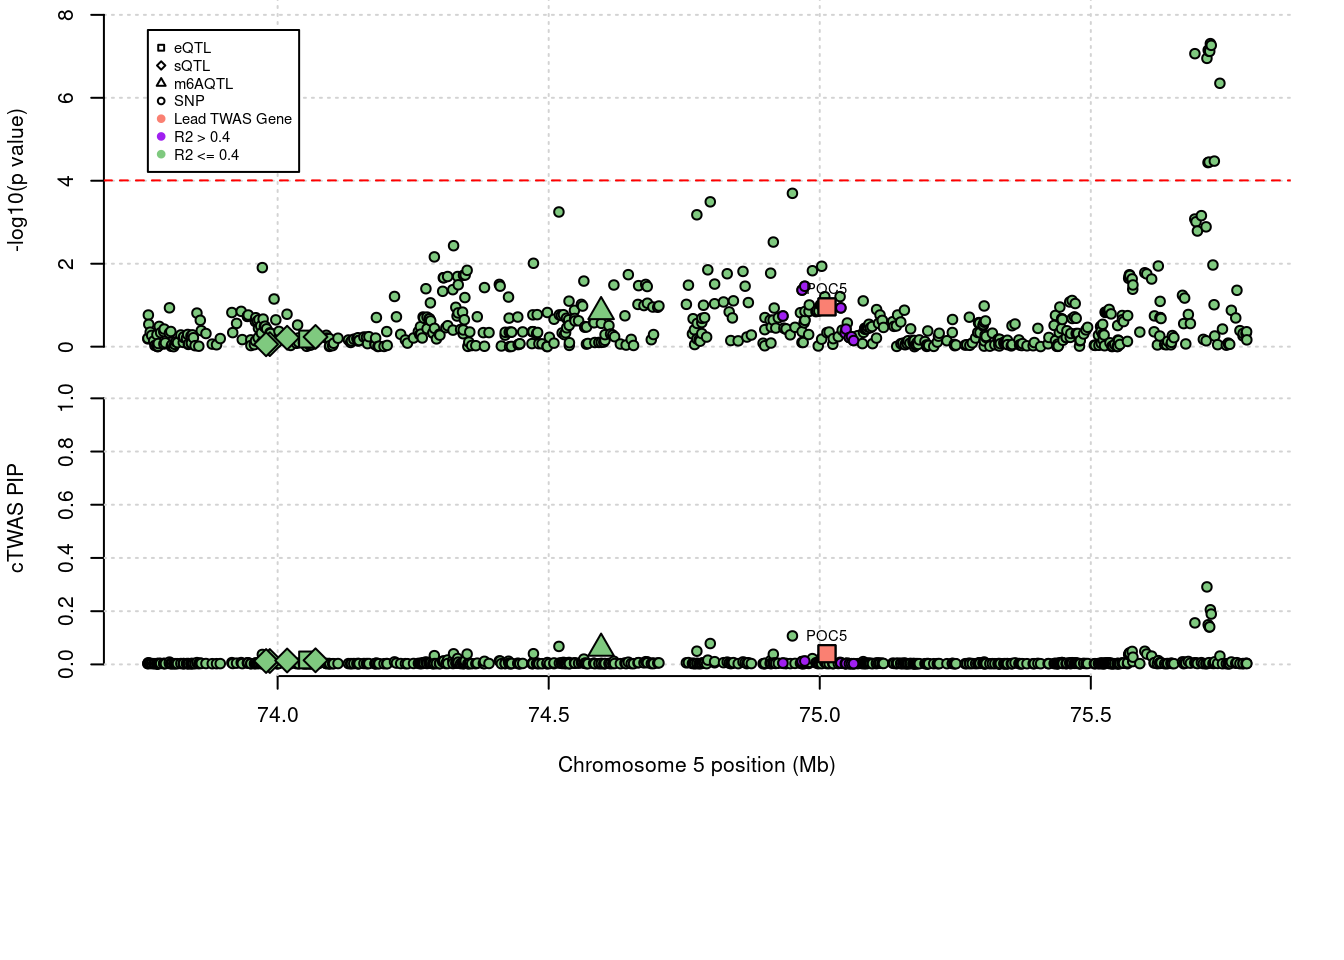 8
6
4
2
0
-log10(p value)
eQTL
sQTL
m6AQTL
SNP
Lead TWAS Gene
R2 > 0.4
R2 <= 0.4
POC5
1.0
0.8
0.6
0.4
0.2
0.0
cTWAS PIP
POC5
74.0
74.5
75.0
75.5
Chromosome 5 position (Mb)